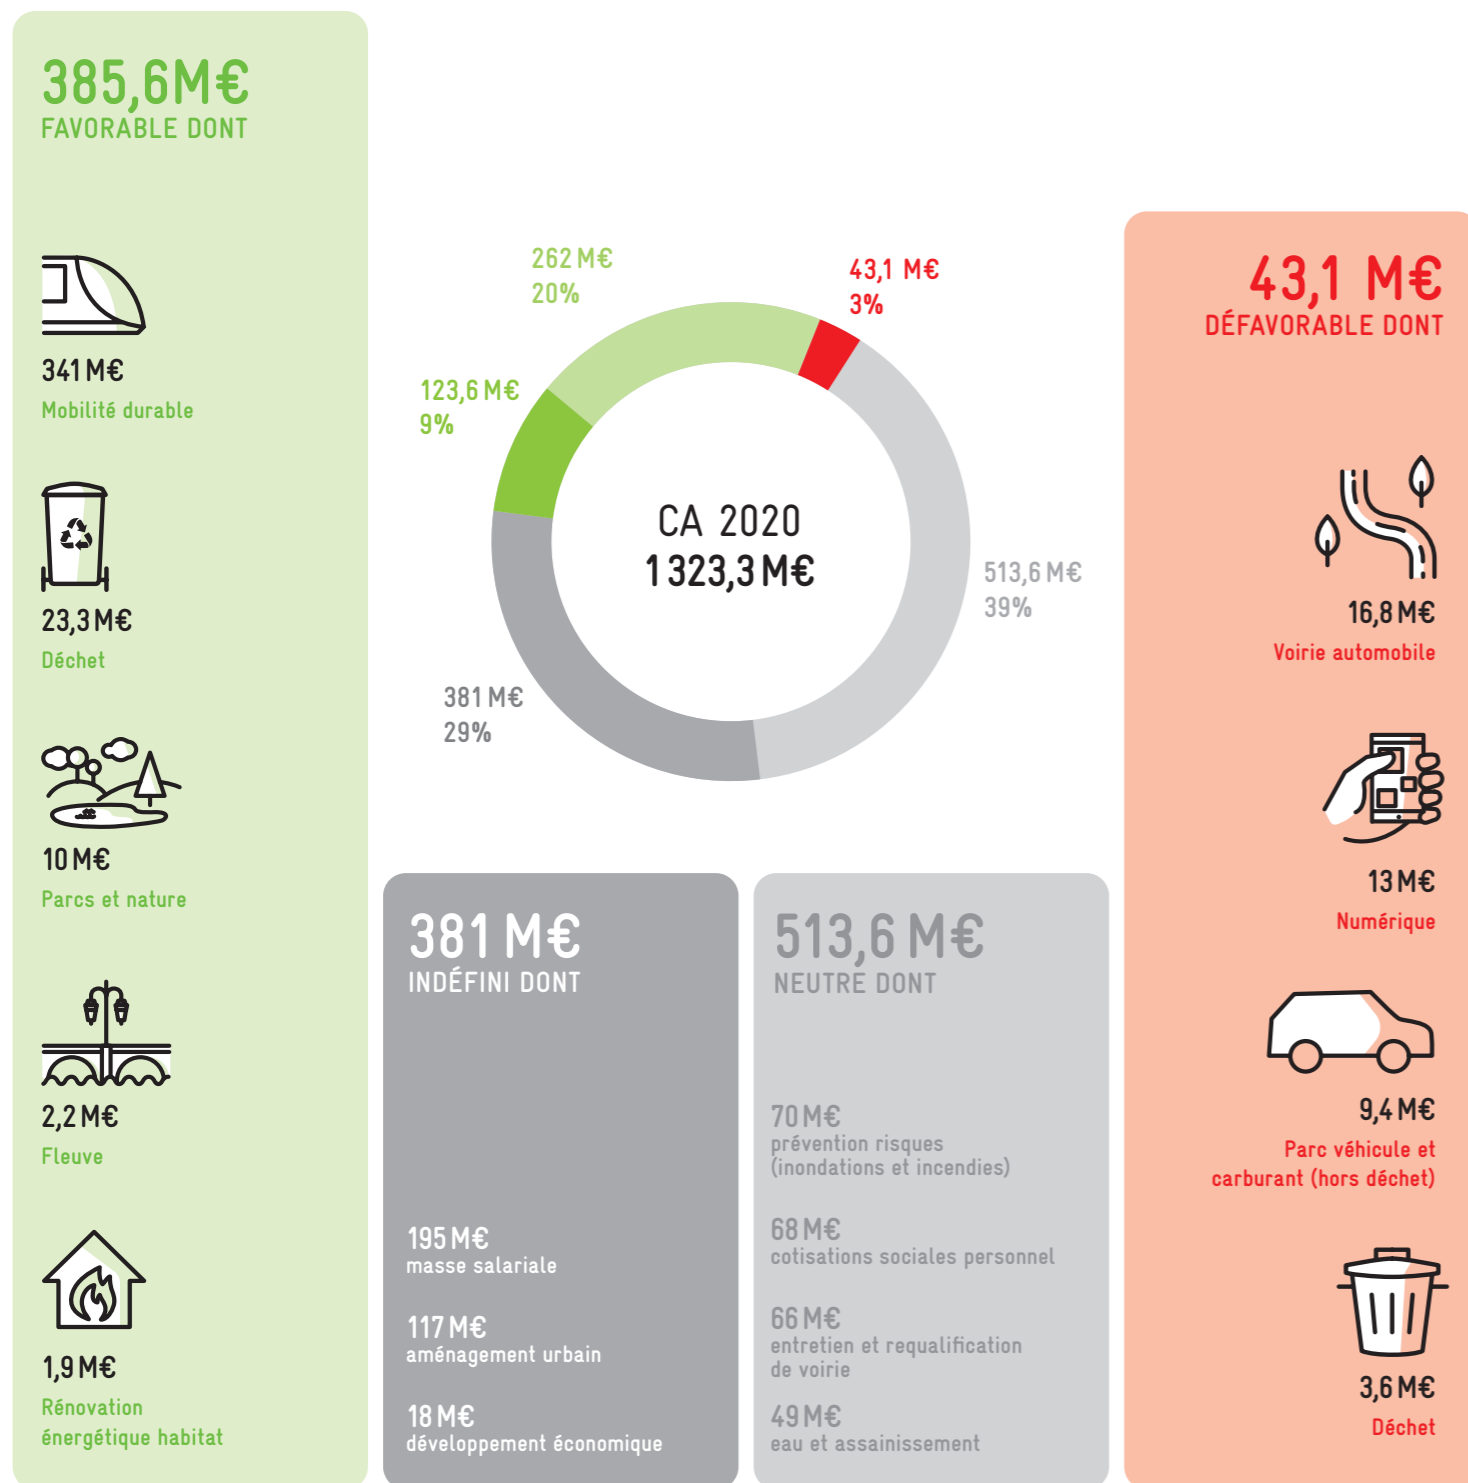 385,6M€
FAVORABLE DONT
341 M€
Mobilité durable
23,3 M€
Déchet
10 M€
Parcs et nature
2,2 M€
Fleuve
1,9 M€
Rénovation
énergétique habitat
262 M€
20%
43,1 M€
3%
123,6 M€
9%
CA 2020
1 323,3 M€
513,6 M€
39%
381 M€
29%
381 M€
INDÉFINI DONT
195 M€
masse salariale
117 M€
aménagement urbain
18 M€
développement économique
513,6 M€
NEUTRE DONT
70 M€
prévention risques
(inondations et incendies)
68 M€
cotisations sociales personnel
66 M€
entretien et requalification
de voirie
49 M€
eau et assainissement
43,1 M€
DÉFAVORABLE DONT
16,8 M€
Voirie automobile
13 M€
Numérique
9,4 M€
Parc véhicule et
carburant (hors déchet)
3,6 M€
Déchet